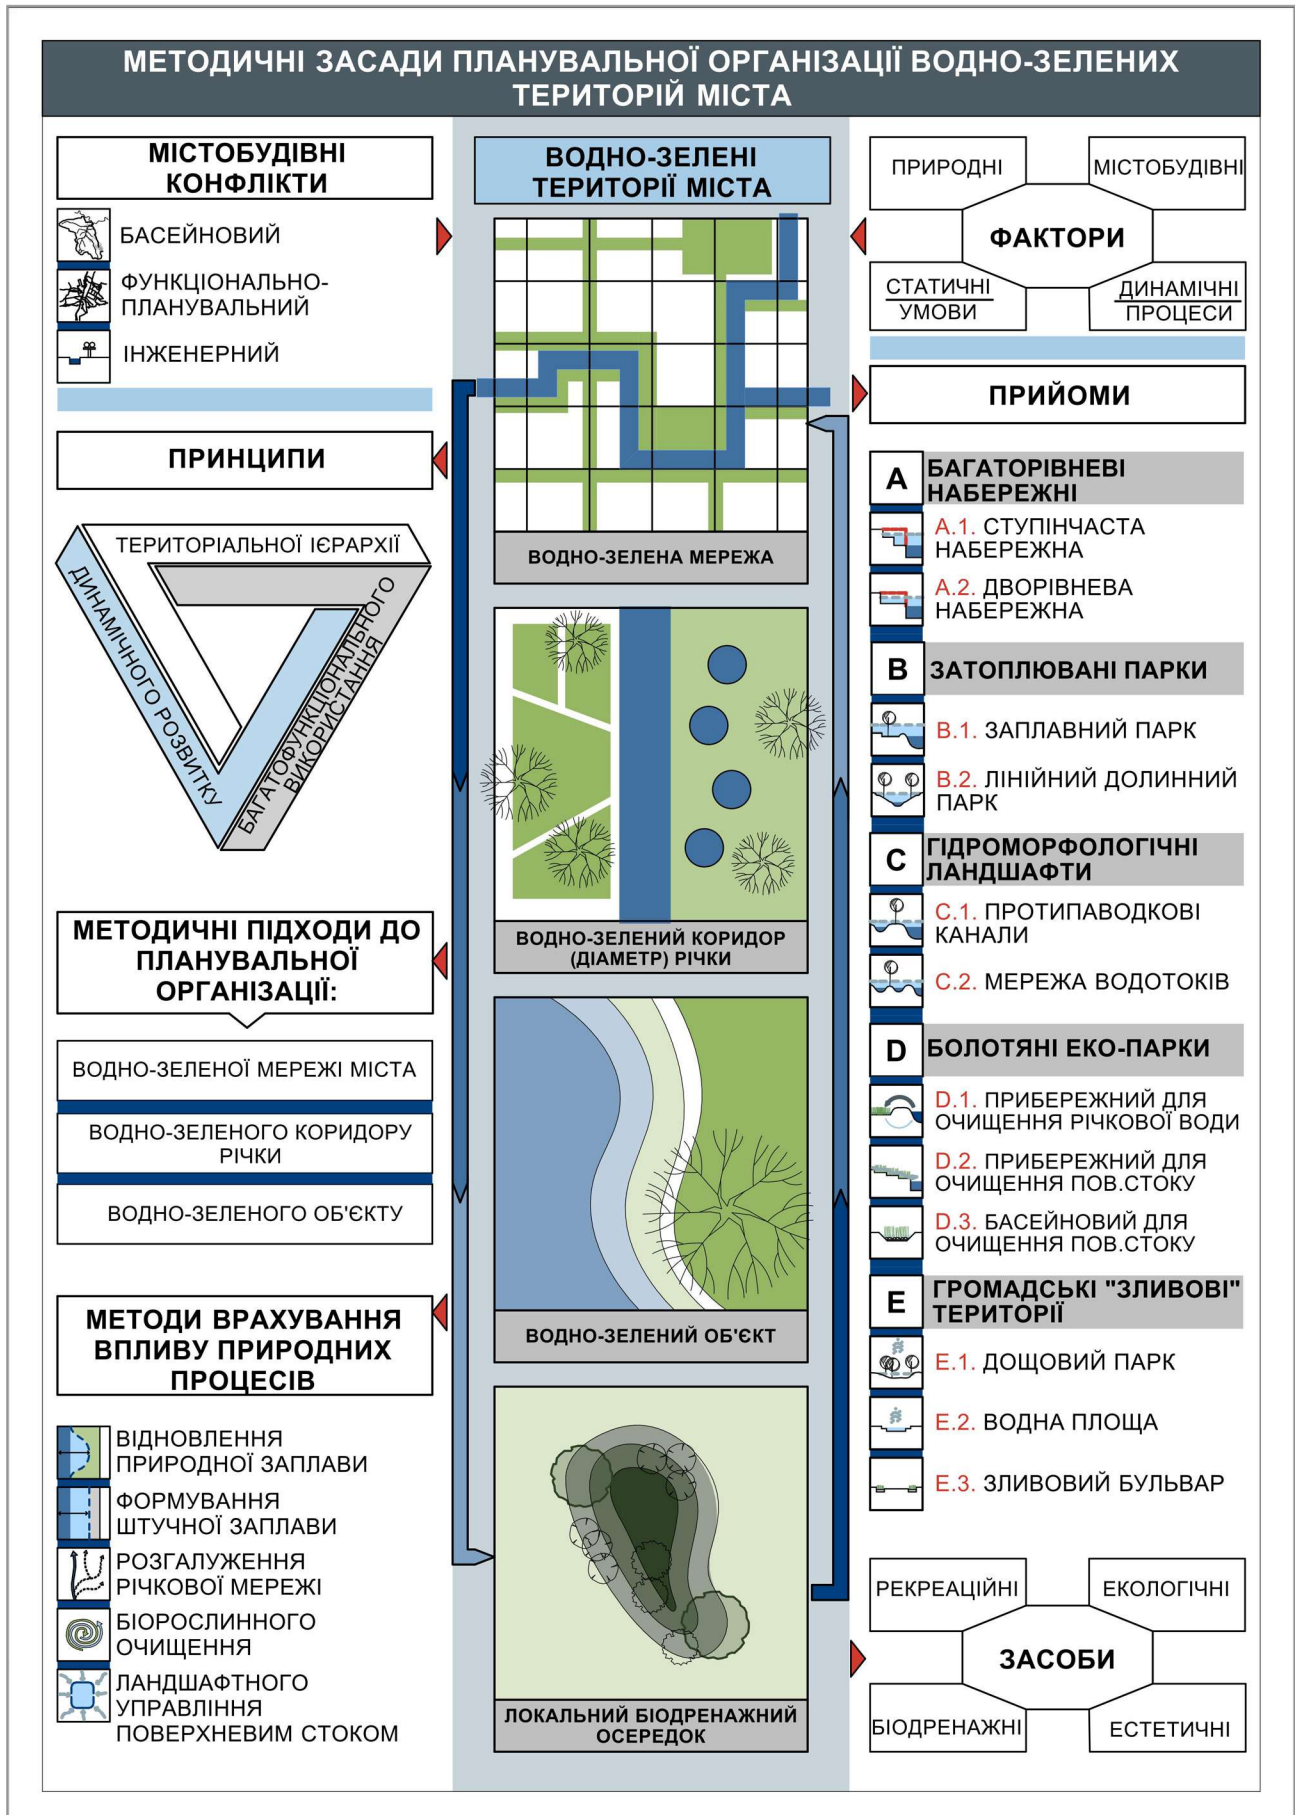 МЕТОДИЧНІ ЗАСАДИ ПЛАНУВАЛЬНОЇ ОРГАНІЗАЦІЇ ВОДНО-ЗЕЛЕНИХ
ТЕРИТОРІЙ МІСТА
МІСТОБУДІВНІ
КОНФЛІКТИ
БАСЕЙНОВИЙ
ФУНКЦІОНАЛЬНО-
ПЛАНУВАЛЬНИЙ
ІНЖЕНЕРНИЙ
ПРИНЦИПИ
ТЕРИТОРІАЛЬНОЇ ІЄРАРХІЇ
ДИНАМІЧНОГО РОЗВИТКУ
БАГАТОФУНКЦІОНАЛЬНОГО
ВИКОРИСТАННЯ
МЕТОДИЧНІ ПІДХОДИ ДО
ПЛАНУВАЛЬНОЇ
ОРГАНІЗАЦІЇ:
ВОДНО-ЗЕЛЕНОЇ МЕРЕЖІ МІСТА
ВОДНО-ЗЕЛЕНОГО КОРИДОРУ
РІЧКИ
ВОДНО-ЗЕЛЕНОГО ОБ'ЄКТУ
МЕТОДИ ВРАХУВАННЯ
ВПЛИВУ ПРИРОДНИХ
ПРОЦЕСІВ
ВІДНОВЛЕННЯ
ПРИРОДНОЇ ЗАПЛАВИ
ФОРМУВАННЯ
ШТУЧНОЇ ЗАПЛАВИ
РОЗГАЛУЖЕННЯ
РІЧКОВОЇ МЕРЕЖІ
БІОРОСЛИННОГО
ОЧИЩЕННЯ
ЛАНДШАФТНОГО
УПРАВЛІННЯ
ПОВЕРХНЕВИМ СТОКОМ
ВОДНО-ЗЕЛЕНІ
ТЕРИТОРІЇ МІСТА
ВОДНО-ЗЕЛЕНА МЕРЕЖА
ВОДНО-ЗЕЛЕНИЙ КОРИДОР
(ДІАМЕТР) РІЧКИ
ВОДНО-ЗЕЛЕНИЙ ОБ'ЄКТ
ЛОКАЛЬНИЙ БІОДРЕНАЖНИЙ
ОСЕРЕДОК
ПРИРОДНІ
МІСТОБУДІВНІ
ФАКТОРИ
СТАТИЧНІ
УМОВИ
ДИНАМІЧНІ
ПРОЦЕСИ
ПРИЙОМИ
A БАГАТОРІВНЕВІ
НАБЕРЕЖНІ
A.1. СТУПІНЧАСТА
НАБЕРЕЖНА
A.2. ДВОРІВНЕВА
НАБЕРЕЖНА
B ЗАТОПЛЮВАНІ ПАРКИ
B.1. ЗАПЛАВНИЙ ПАРК
B.2. ЛІНІЙНИЙ ДОЛИННИЙ
ПАРК
C ГІДРОМОРФОЛОГІЧНІ
ЛАНДШАФТИ
C.1. ПРОТИПАВОДКОВІ
КАНАЛИ
C.2. МЕРЕЖА ВОДОТОКІВ
D БОЛОТЯНІ ЕКО-ПАРКИ
D.1. ПРИБЕРЕЖНИЙ ДЛЯ
ОЧИЩЕННЯ РІЧКОВОЇ ВОДИ
D.2. ПРИБЕРЕЖНИЙ ДЛЯ
ОЧИЩЕННЯ ПОВ.СТОКУ
D.3. БАСЕЙНОВИЙ ДЛЯ
ОЧИЩЕННЯ ПОВ.СТОКУ
E ГРОМАДСЬКІ "ЗЛИВОВІ"
ТЕРИТОРІЇ
E.1. ДОЩОВИЙ ПАРК
E.2. ВОДНА ПЛОЩА
E.3. ЗЛИВОВИЙ БУЛЬВАР
РЕКРЕАЦІЙНІ
ЕКОЛОГІЧНІ
ЗАСОБИ
БІОДРЕНАЖНІ
ЕСТЕТИЧНІ